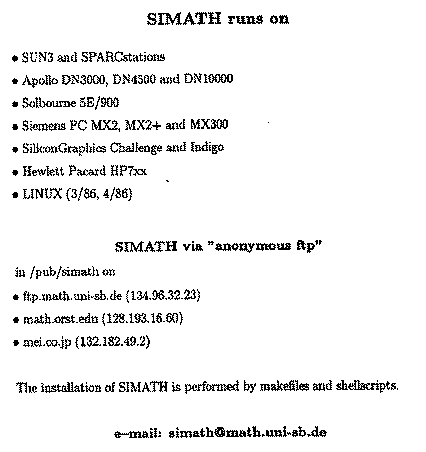 SIMATH runs on
• SUN3 and SPARCstations
• Apollo DN3000, DN4500 and DN10000
• Solbourne 5E/900
• Siemens PC MX2, MX2+ and MX300
• SiliconGraphics Challenge and Indigo
• Hewlett Pacard HP7xx
• LINUX (3/86, 4/86)
SIMATH via "anonymous ftp"
in /pub/simath on
• ftp.math.uni-sb.de (134.96.32.23)
• math.orst.edu (128.193.16.60)
• mei.co.jp (132.182.49.2)
The installation of SIMATH is performed by makefiles and shellscripts.
e-mail: simath@math.uni-sb.de